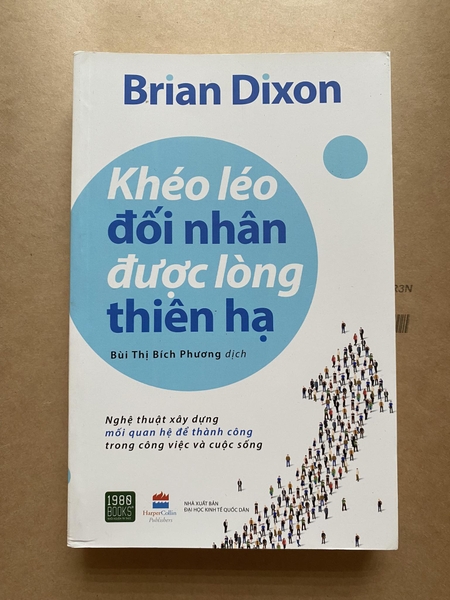 Brian Dixon
Khéo léo
đối nhân
được lòng
thiên hạ
Bùi Thị Bích Phương dịch
Nghệ thuật xây dựng
mối quan hệ để thành công
trong công việc và cuộc sống
1980
BOOKS
HarperCollins
Publishers
NHÀ XUẤT BẢN
ĐẠI HỌC KINH TẾ QUỐC DÂN
R3N